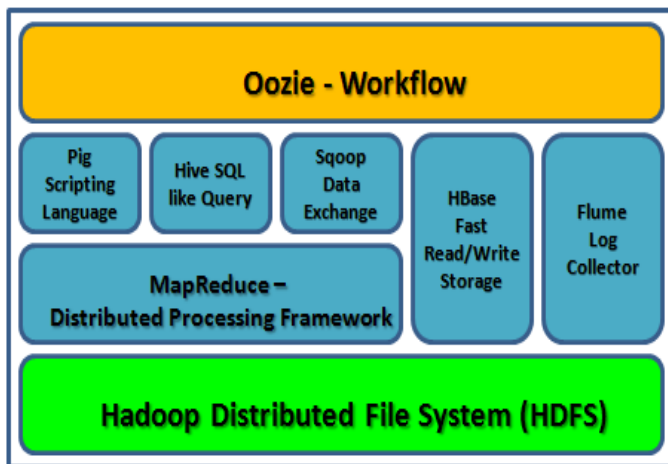 Oozie - Workflow
Pig
Scripting
Language
Hive SQL
like Query
Sqoop
Data
Exchange
HBase
Fast
Read/Write
Storage
Flume
Log
Collector
MapReduce –
Distributed Processing Framework
Hadoop Distributed File System (HDFS)